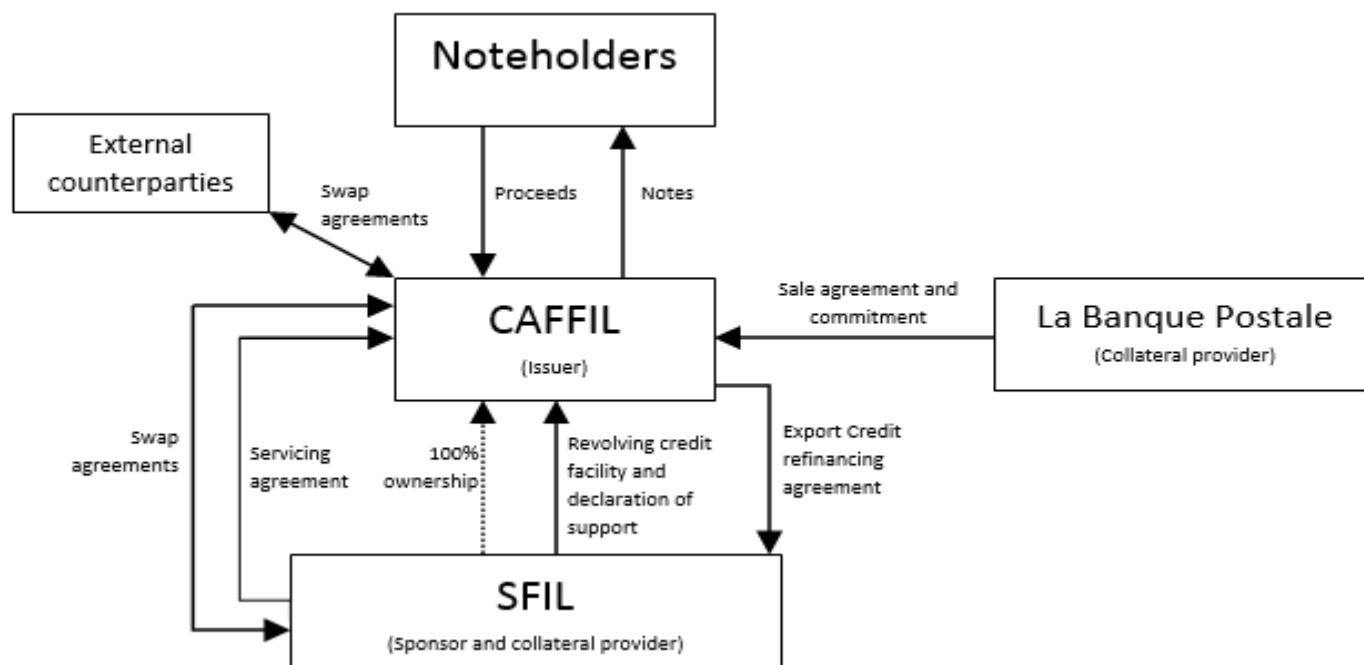 Noteholders
External
counterparties
Swap
agreements
Proceeds
Notes
CAFFIL
(Issuer)
Sale agreement and
commitment
La Banque Postale
(Collateral provider)
Swap
agreements
Servicing
agreement
100%
ownership
Revolving credit
facility and
declaration of
support
Export Credit
refinancing
agreement
SFIL
(Sponsor and collateral provider)